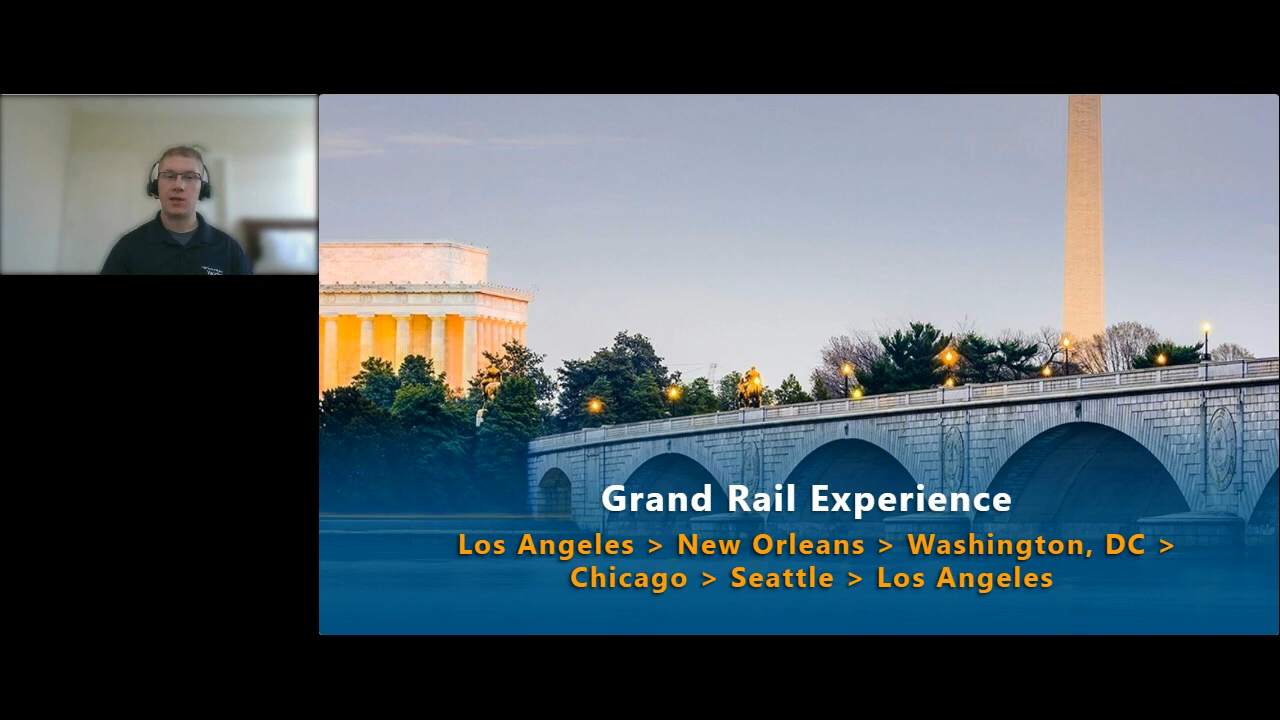 Grand Rail Experience
Los Angeles > New Orleans > Washington, DC >
Chicago > Seattle > Los Angeles